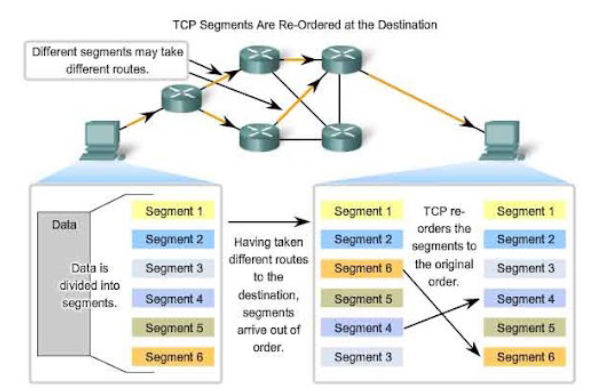 TCP Segments Are Re-Ordered at the Destination
Different segments may take
different routes.
Data
Data is
divided into
segments.
Segment 1
Segment 2
Segment 3
Segment 4
Segment 5
Segment 6
Having taken
different routes
to the
destination,
segments
arrive out of
order.
Segment 1
Segment 2
Segment 6
Segment 5
Segment 4
Segment 3
TCP re-
orders the
segments to
the original
order.
Segment 1
Segment 2
Segment 3
Segment 4
Segment 5
Segment 6